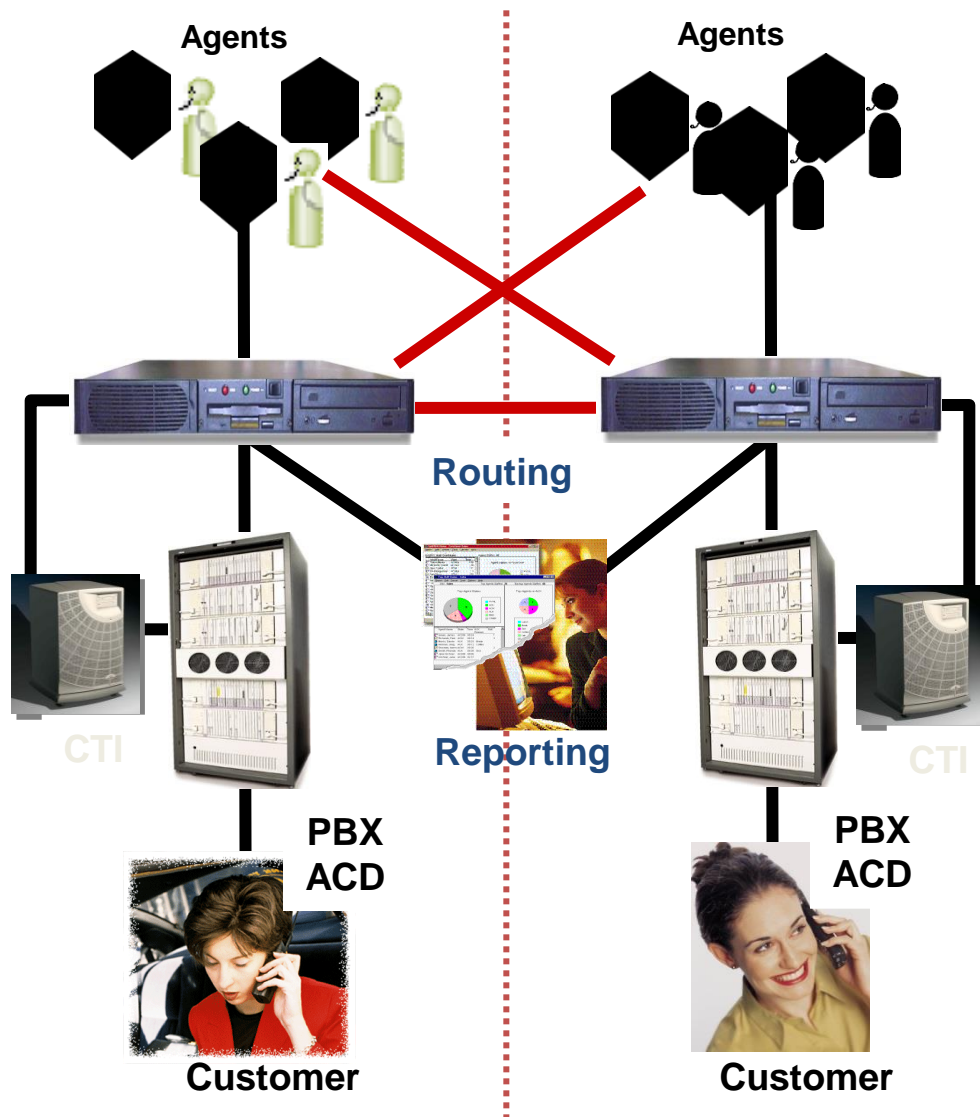 Agents
Agents
Routing
Reporting
CTI
CTI
PBX
ACD
PBX
ACD
Customer
Customer